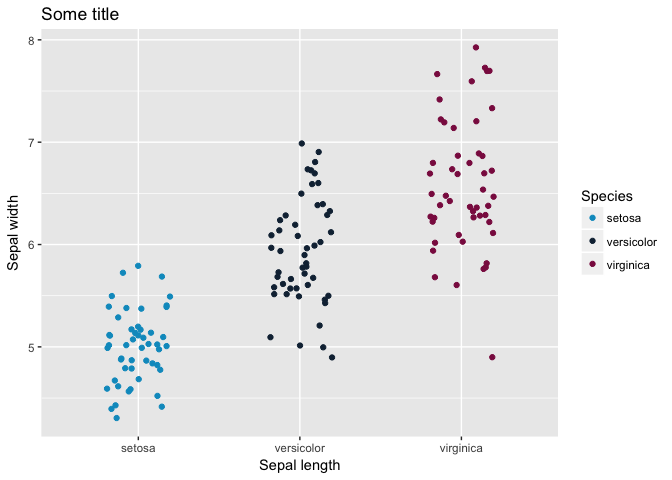 Some title
8
7
6
5
Sepal width
setosa
versicolor
virginica
Sepal length
Species
setosa
versicolor
virginica